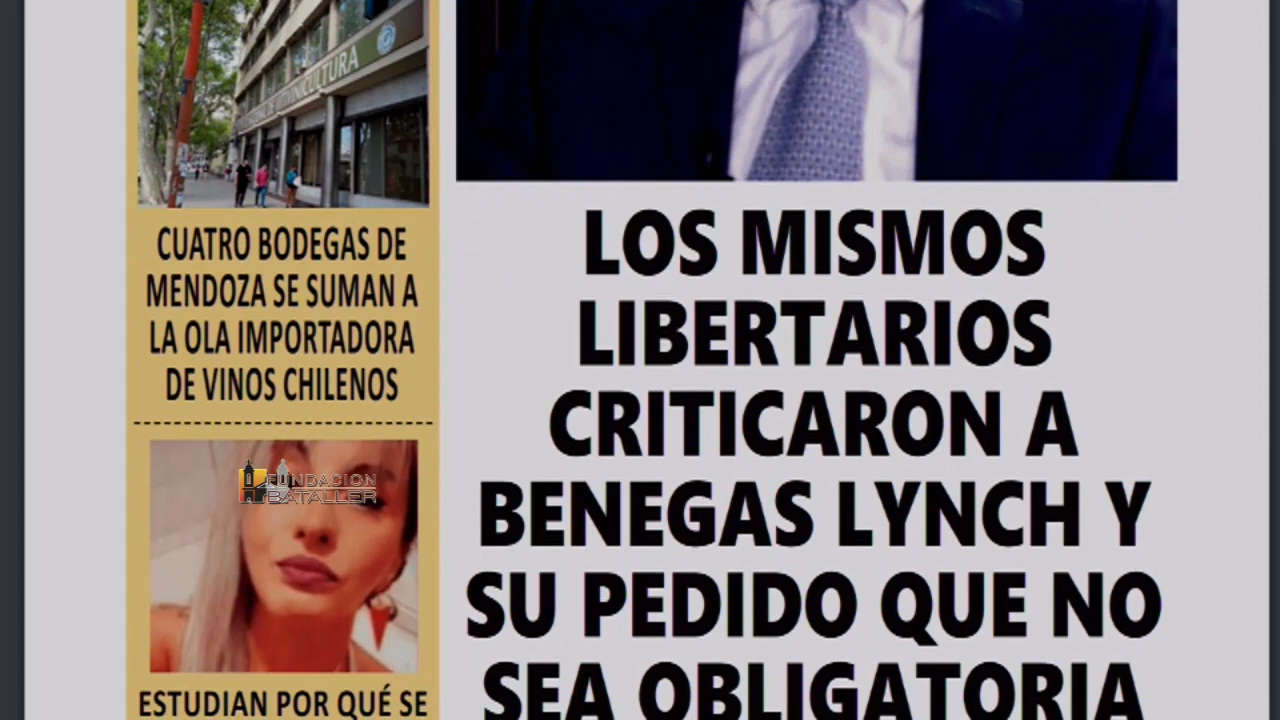 VITIVINICULTURA
CUATRO BODEGAS DE
MENDOZA SE SUMAN A
LA OLA IMPORTADORA
DE VINOS CHILENOS
FUNDACION
BATALLER
ESTUDIAN POR QUÉ SE
LOS MISMOS
LIBERTARIOS
CRITICARON A
BENEGAS LYNCH Y
SU PEDIDO QUE NO
SEA OBLIGATORIA